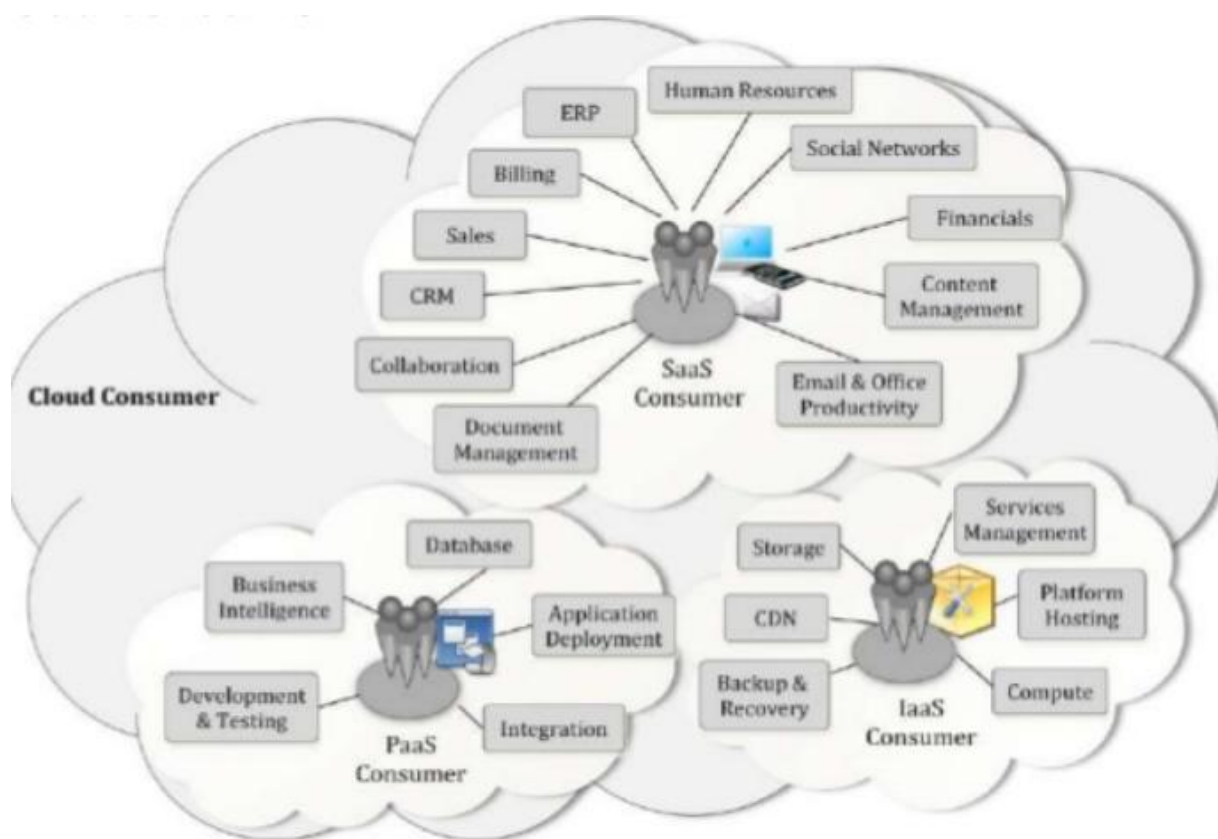 Human Resources
ERP
Social Networks
Billing
Sales
Financials
CRM
Content
Management
Collaboration
SaaS
Consumer
Email & Office
Productivity
Document
Management
Cloud Consumer
Database
Business
Intelligence
Application
Deployment
Development
& Testing
Integration
PaaS
Consumer
Services
Management
Storage
Platform
Hosting
CDN
Backup &
Recovery
Compute
IaaS
Consumer